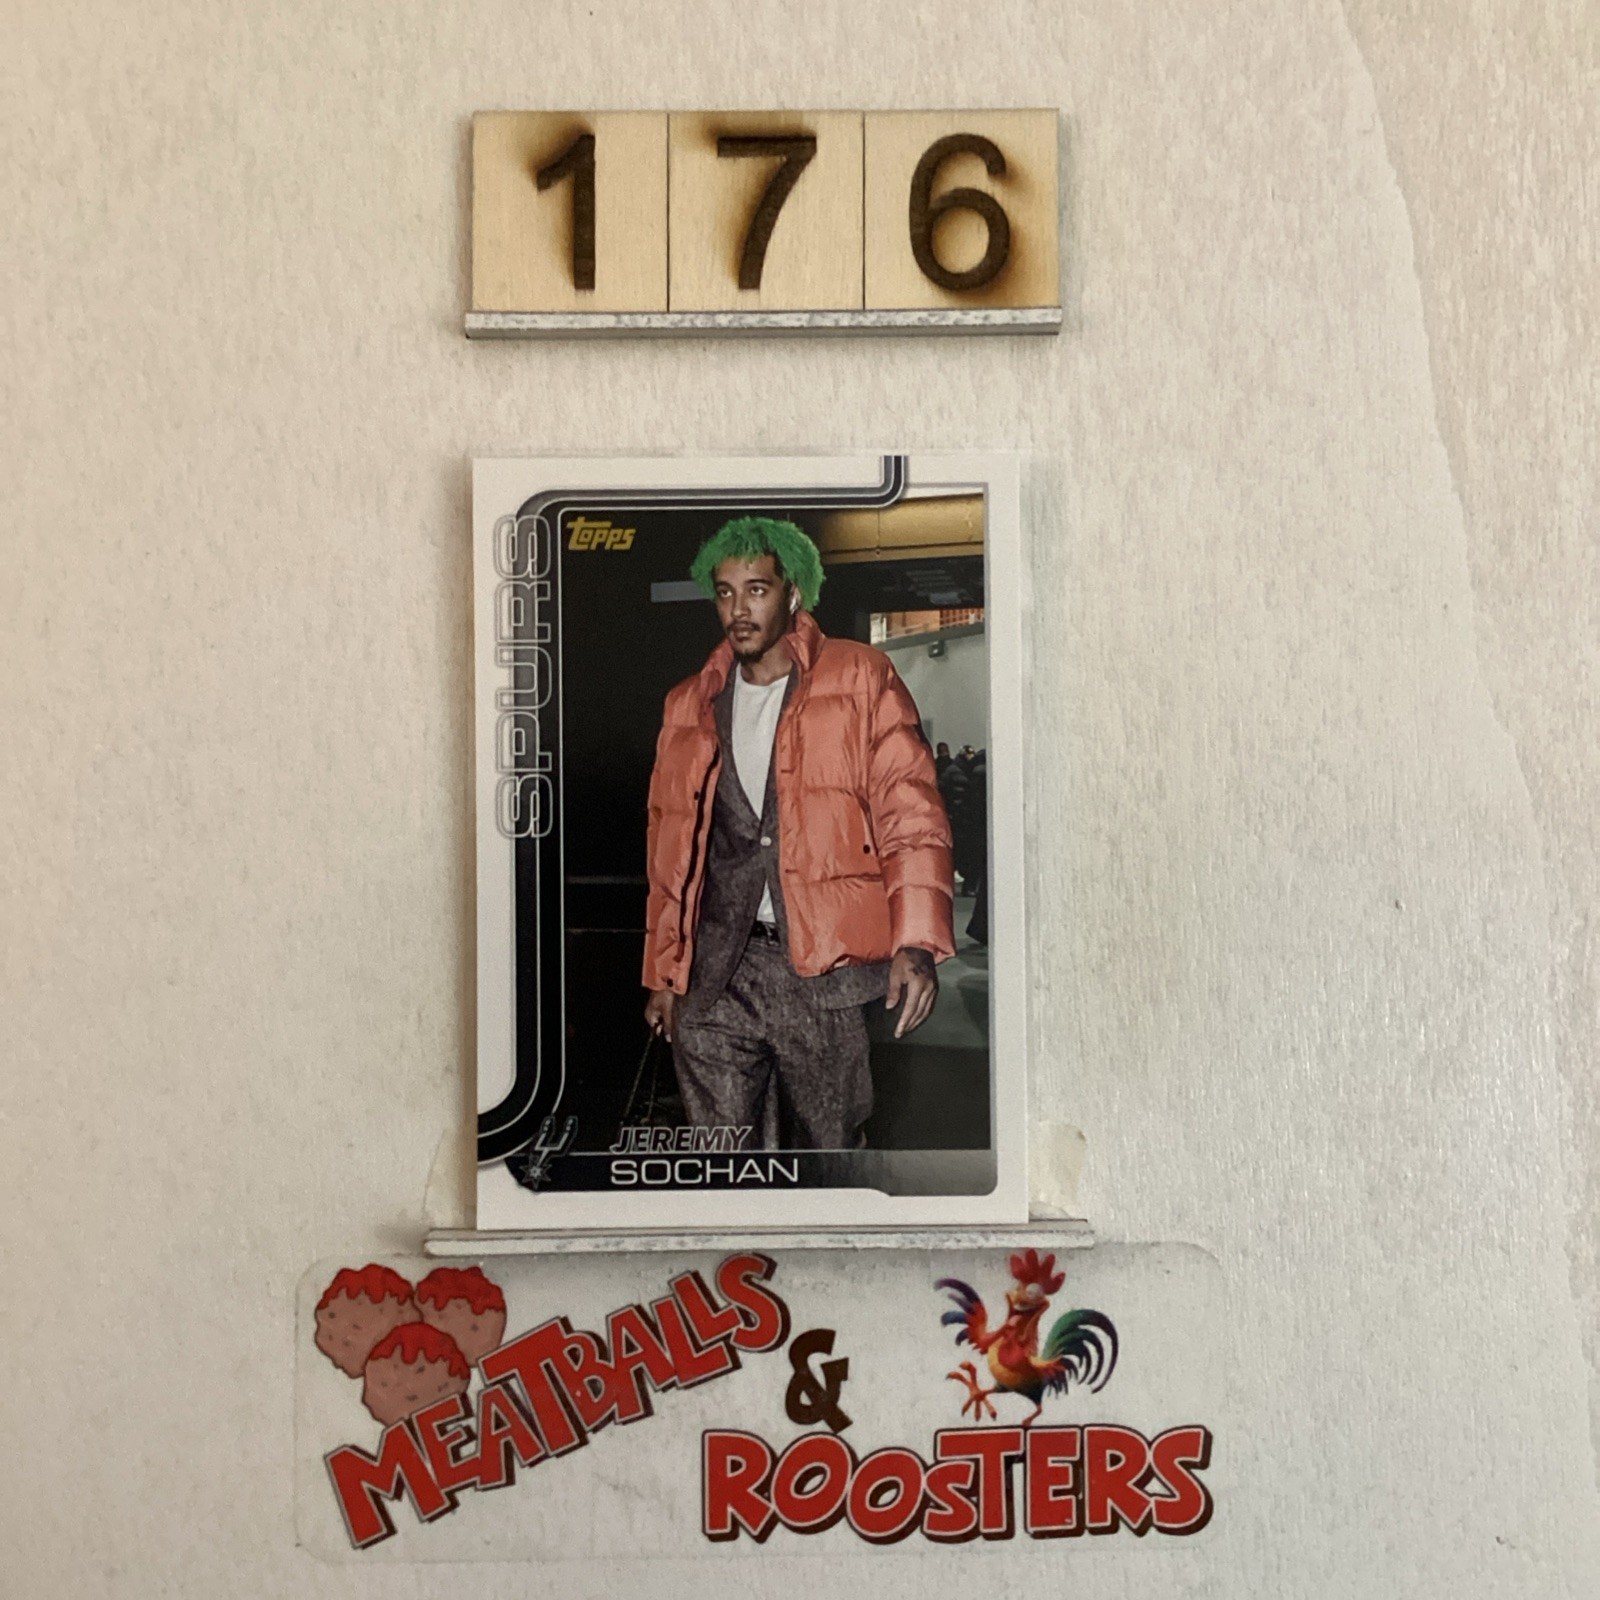 176
SPURS
Topps
JEREMY
SOCHAN
MEATBALLS
&
ROOSTERS